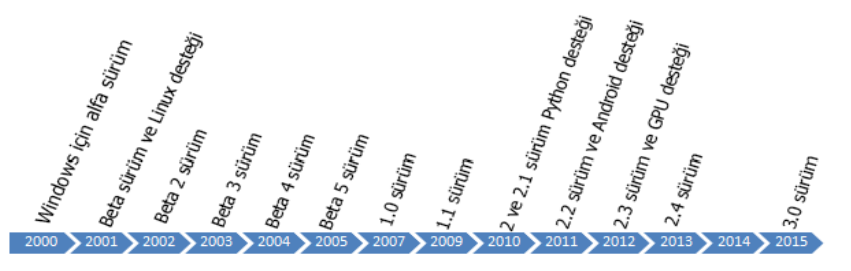 Windows için alfa sürüm
Beta sürüm ve Linux desteği
Beta 2 sürüm
Beta 3 sürüm
Beta 4 sürüm
Beta 5 sürüm
1.0 sürüm
1.1 sürüm
2 ve 2.1 sürüm Python desteği
2.2 sürüm ve Android desteği
2.3 sürüm ve GPU desteği
2.4 sürüm
3.0 sürüm
2000 2001 2002 2003 2004 2005 2007 2009 2010 2011 2012 2013 2014 2015